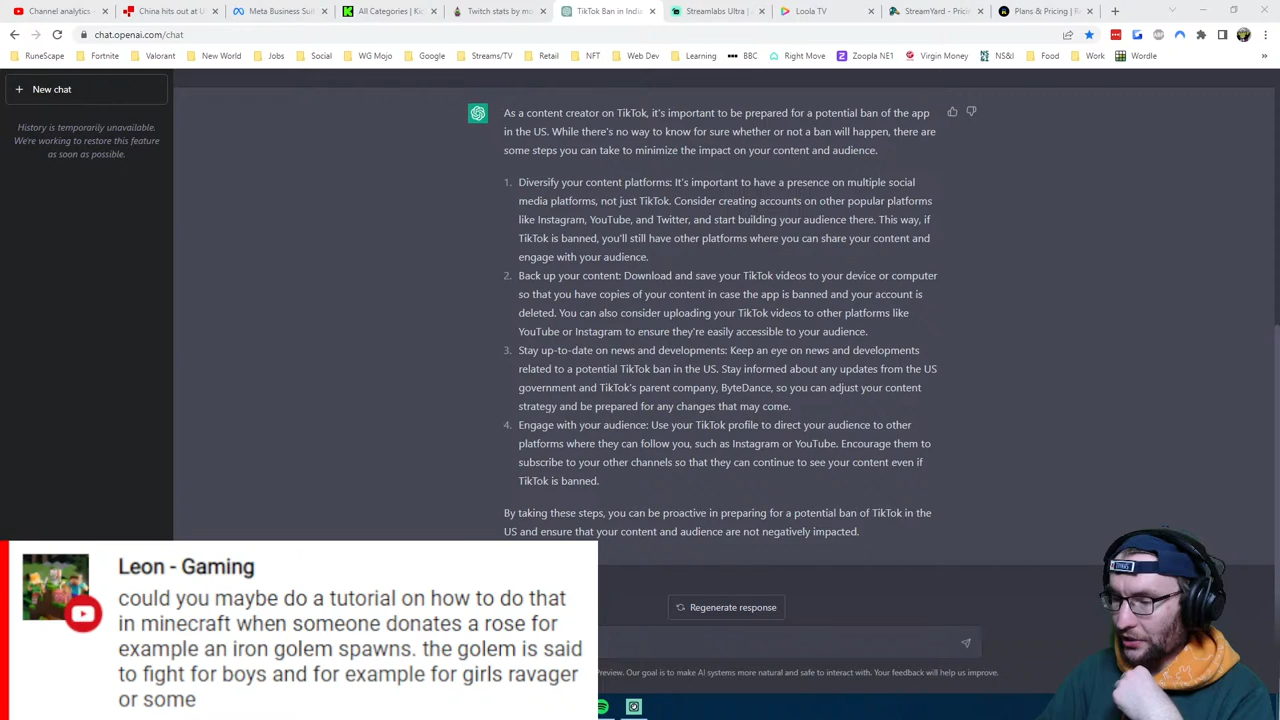 Channel analytics -
China hits out at U
Meta Business Suit
All Categories | Kic
Twitch stats by mo
TikTok Ban in India
Streamlabs Ultra |
Loola TV
StreamYard - Pricin
Plans & Pricing | Re
chat.openai.com/chat
RuneScape
Fortnite
Valorant
New World
Jobs
Social
WG Mojo
Google
Streams/TV
Retail
NFT
Web Dev
Learning
BBC
Right Move
Zoopla NE1
Virgin Money
NS&I
Food
Work
Wordle
»
+ New chat
History is temporarily unavailable.
We're working to restore this feature
as soon as possible.
As a content creator on TikTok, it's important to be prepared for a potential ban of the app
in the US. While there's no way to know for sure whether or not a ban will happen, there are
some steps you can take to minimize the impact on your content and audience.
1. Diversify your content platforms: It's important to have a presence on multiple social
media platforms, not just TikTok. Consider creating accounts on other popular platforms
like Instagram, YouTube, and Twitter, and start building your audience there. This way, if
TikTok is banned, you'll still have other platforms where you can share your content and
engage with your audience.
2. Back up your content: Download and save your TikTok videos to your device or computer
so that you have copies of your content in case the app is banned and your account is
deleted. You can also consider uploading your TikTok videos to other platforms like
YouTube or Instagram to ensure they're easily accessible to your audience.
3. Stay up-to-date on news and developments: Keep an eye on news and developments
related to a potential TikTok ban in the US. Stay informed about any updates from the US
government and TikTok's parent company, ByteDance, so you can adjust your content
strategy and be prepared for any changes that may come.
4. Engage with your audience: Use your TikTok profile to direct your audience to other
platforms where they can follow you, such as Instagram or YouTube. Encourage them to
subscribe to your other channels so that they can continue to see your content even if
TikTok is banned.
By taking these steps, you can be proactive in preparing for a potential ban of TikTok in the
US and ensure that your content and audience are not negatively impacted.
Regenerate response
Preview. Our goal is to make AI systems more natural and safe to interact with. Your feedback will help us improve.
Leon - Gaming
could you maybe do a tutorial on how to do that
in minecraft when someone donates a rose for
example an iron golem spawns. the golem is said
to fight for boys and for example for girls ravager
or some